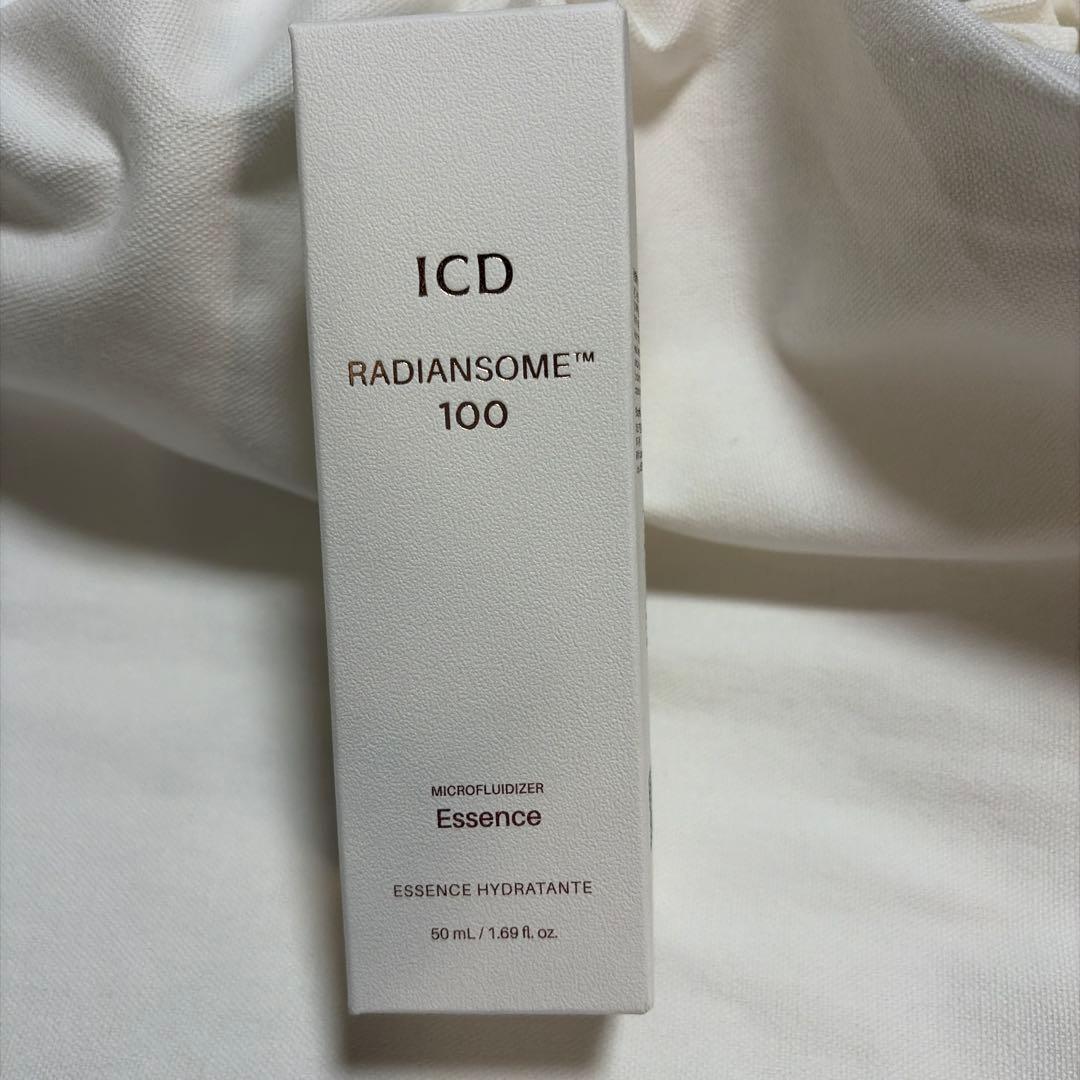 ICD
RADIANSOME™
100
MICROFLUIDIZER
Essence
ESSENCE HYDRATANTE
50 mL / 1.69 fl. oz.